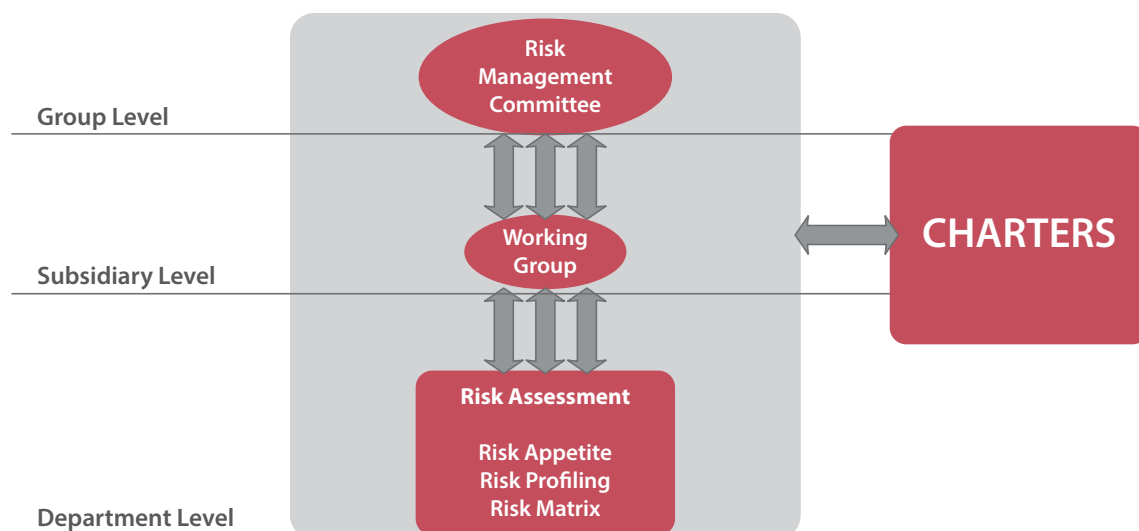 Risk
Management
Committee
Group Level
CHARTERS
Working
Group
Subsidiary Level
Risk Assessment
Risk Appetite
Risk Profiling
Risk Matrix
Department Level